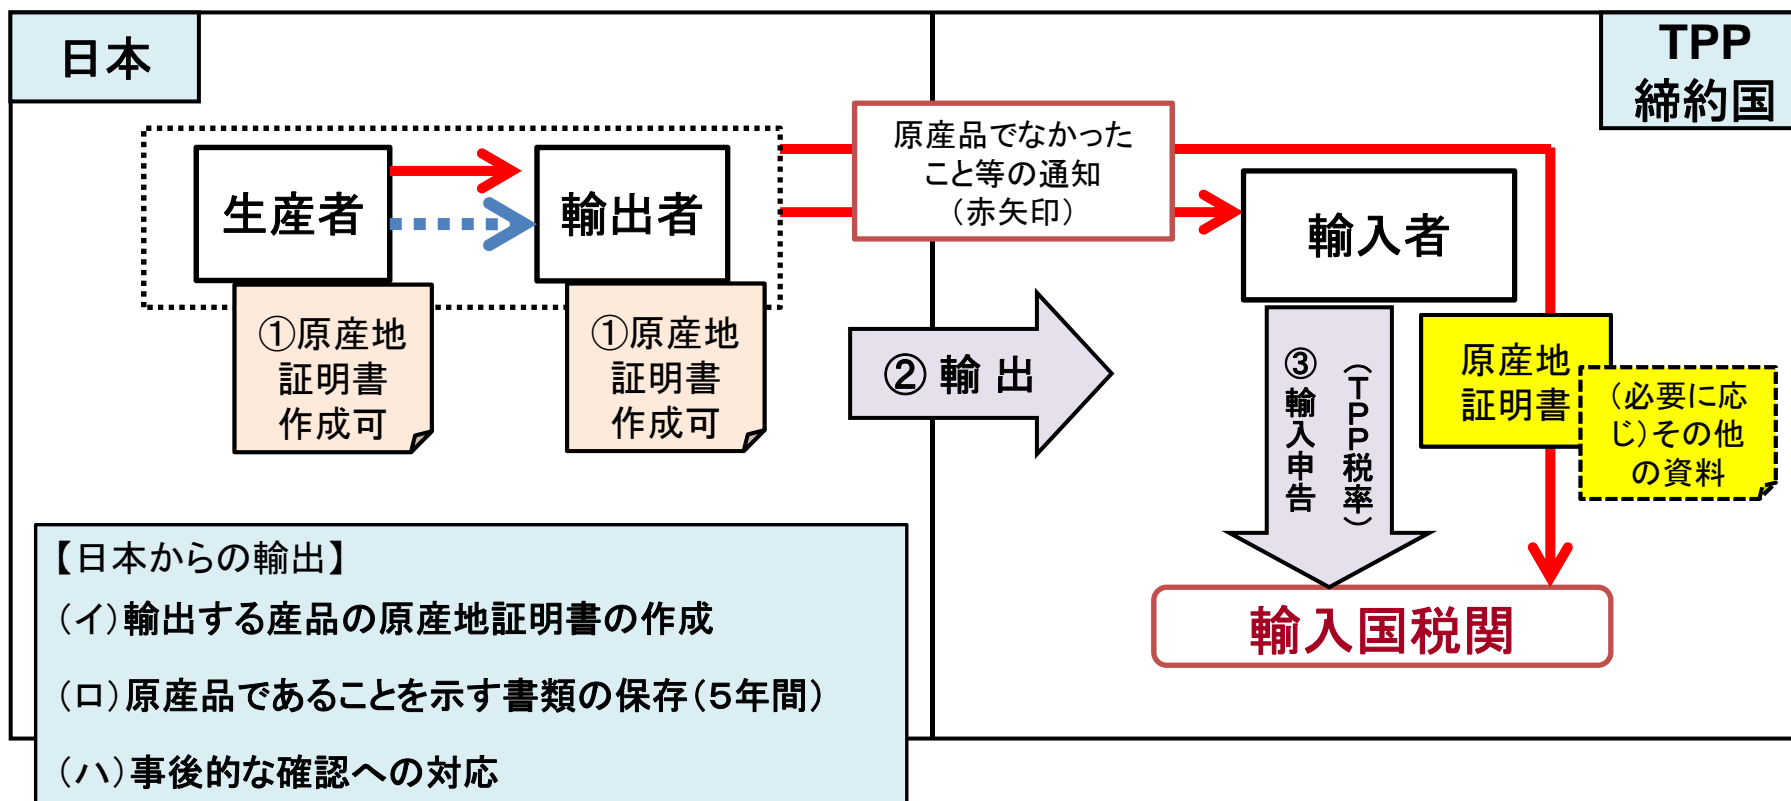 日本
TPP
締約国
原産品でなかった
こと等の通知
（赤矢印）
生産者
輸出者
輸入者
①原産地
証明書
作成可
①原産地
証明書
作成可
②輸出
③輸入申告
（TPP税率）
原産地
証明書
（必要に応
じ）その他
の資料
輸入国税関
【日本からの輸出】
（イ）輸出する産品の原産地証明書の作成
（ロ）原産品であることを示す書類の保存（５年間）
（ハ）事後的な確認への対応